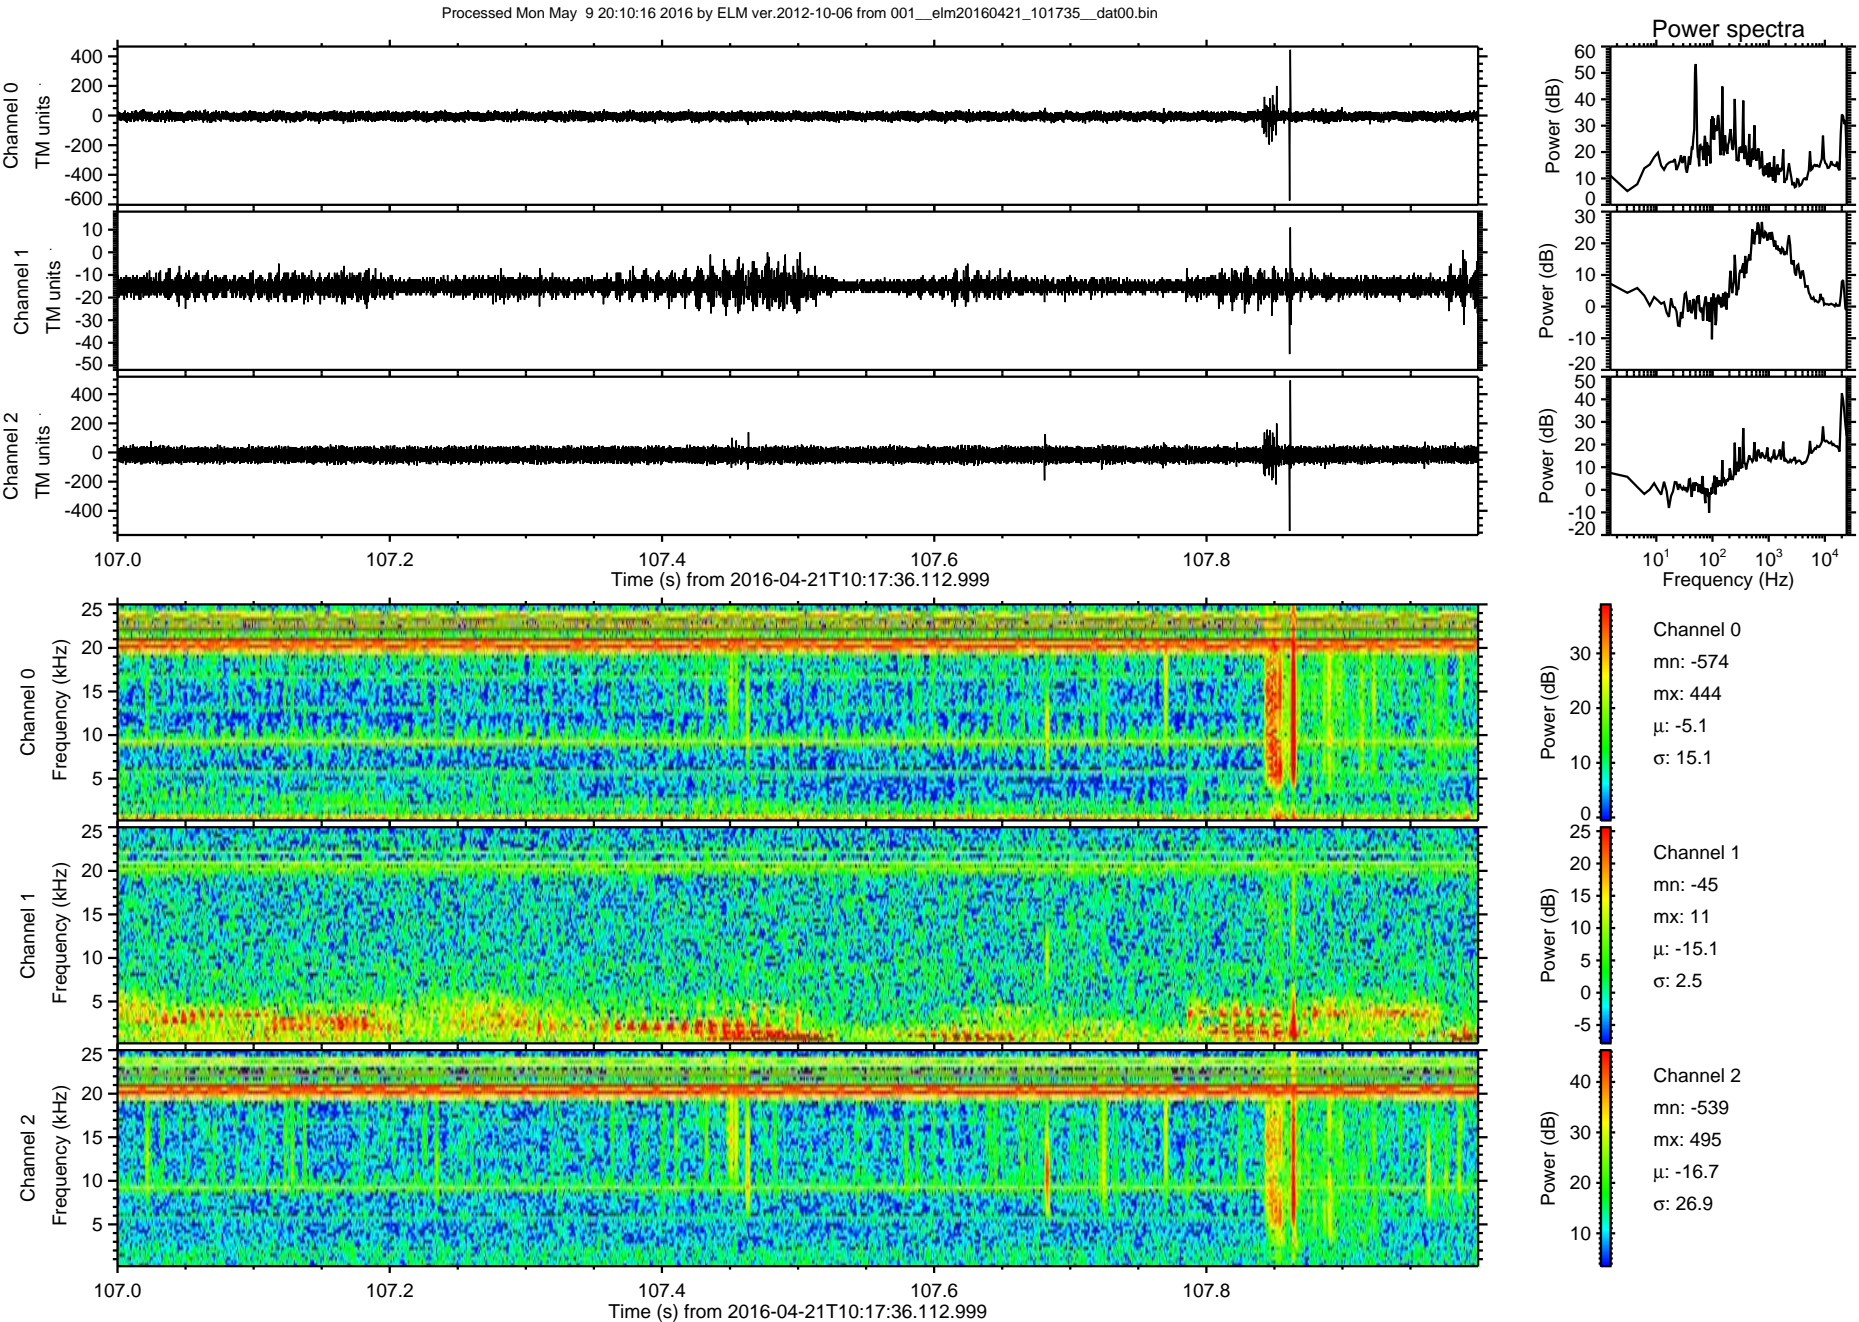 Processed Mon May  9 20:10:16 2016 by ELM ver.2012-10-06 from 001__elm20160421_101735__dat00.bin
Power spectra
Channel 0
TM units
400
200
0
-200
-400
-600
Power (dB)
60
50
40
30
20
10
0
Channel 1
TM units
10
0
-10
-20
-30
-40
-50
Power (dB)
30
20
10
0
-10
-20
Channel 2
TM units
400
200
0
-200
-400
Power (dB)
50
40
30
20
10
0
-10
-20
107.0 107.2 107.4 107.6 107.8
Time (s) from 2016-04-21T10:17:36.112.999
10¹ 10² 10³ 10⁴
Frequency (Hz)
Channel 0
Frequency (kHz)
25
20
15
10
5
Power (dB)
30
20
10
0
Channel 0
mn: -574
mx: 444
μ: -5.1
σ: 15.1
Channel 1
Frequency (kHz)
25
20
15
10
5
Power (dB)
25
20
15
10
5
0
-5
Channel 1
mn: -45
mx: 11
μ: -15.1
σ: 2.5
Channel 2
Frequency (kHz)
25
20
15
10
5
Power (dB)
40
30
20
10
Channel 2
mn: -539
mx: 495
μ: -16.7
σ: 26.9
107.0 107.2 107.4 107.6 107.8
Time (s) from 2016-04-21T10:17:36.112.999